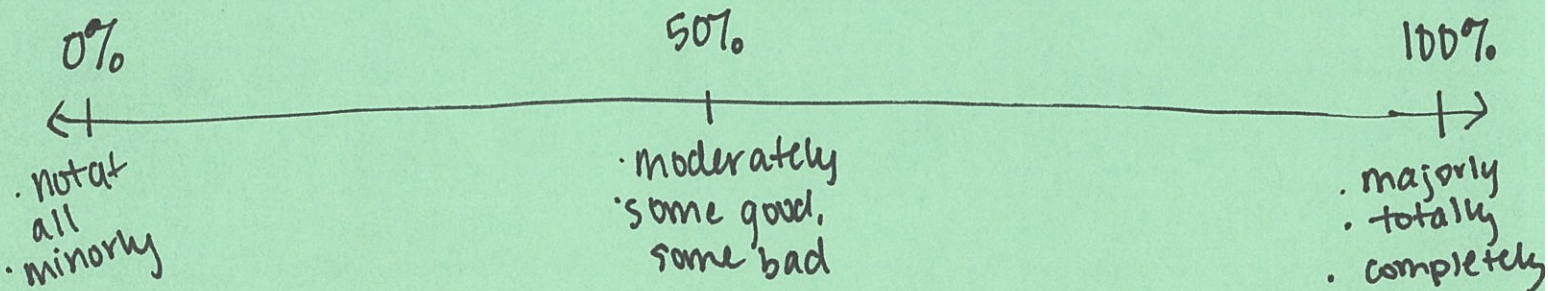 0%
50%
100%
· not at
all
· minorly
· moderately
· some good,
some bad
· majorly
· totally
· completely